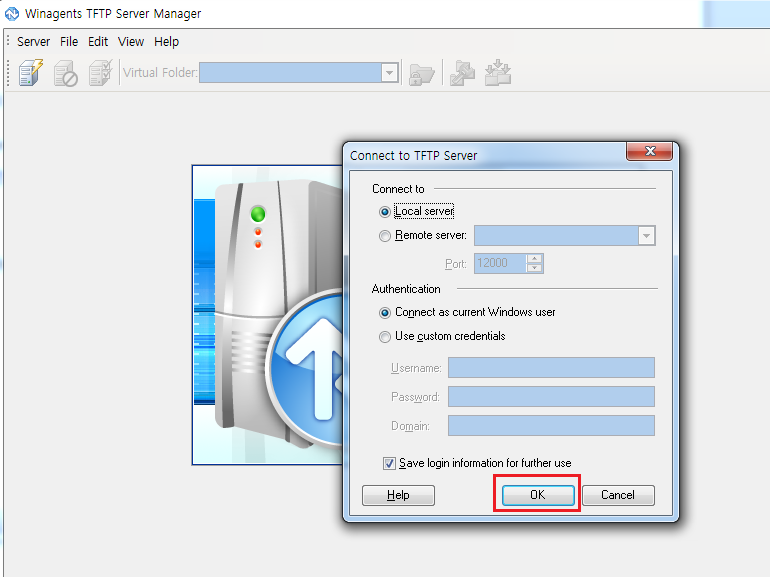 Winagents TFTP Server Manager
Server File Edit View Help
Virtual Folder:
Connect to TFTP Server
Connect to
Local server
Remote server:
Port: 12000
Authentication
Connect as current Windows user
Use custom credentials
Username:
Password:
Domain:
Save login information for further use
Help OK Cancel